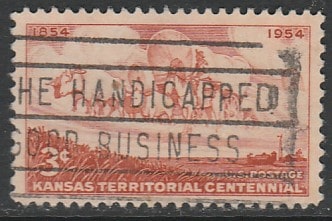 1854 1954
HE HANDICAPPED
GOOD BUSINESS
3¢
POSTAGE
KANSAS TERRITORIAL CENTENNIAL